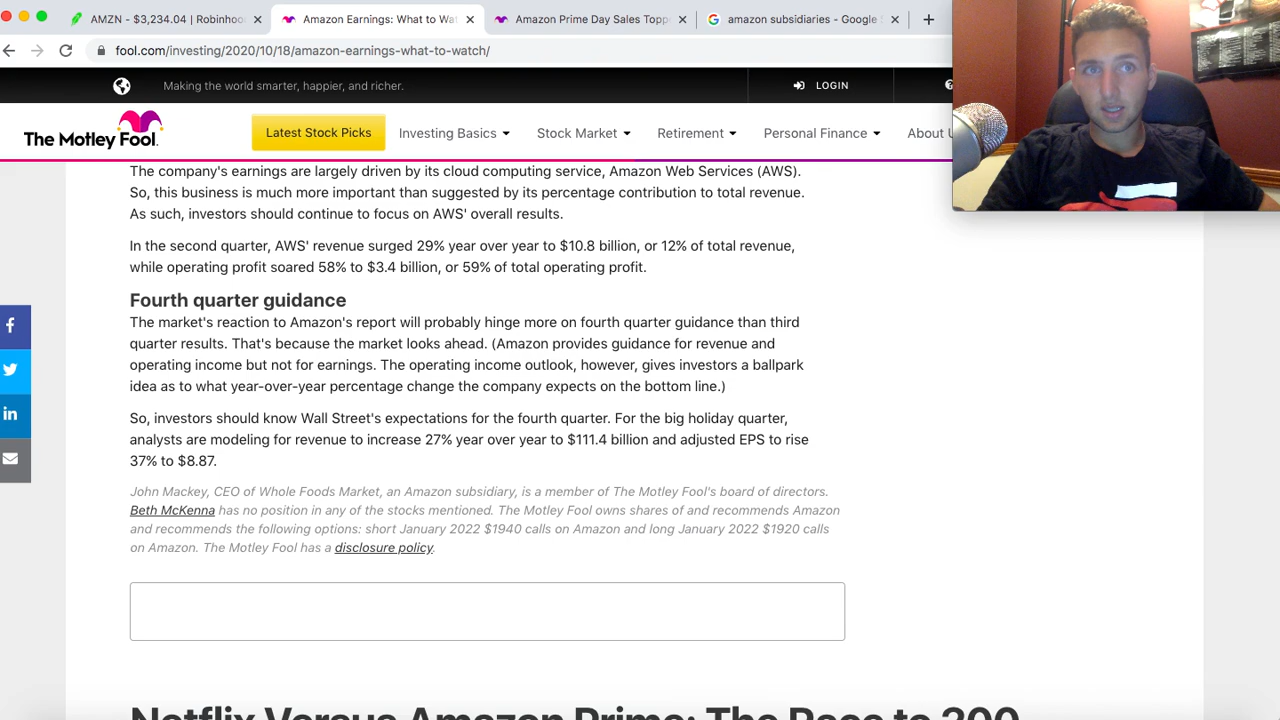 AMZN - $3,234.04 | Robinhoo
Amazon Earnings: What to Wa
Amazon Prime Day Sales Topp
amazon subsidiaries - Google S
fool.com/investing/2020/10/18/amazon-earnings-what-to-watch/
Making the world smarter, happier, and richer.
LOGIN
The Motley Fool.
Latest Stock Picks
Investing Basics
Stock Market
Retirement
Personal Finance
About U
The company's earnings are largely driven by its cloud computing service, Amazon Web Services (AWS).
So, this business is much more important than suggested by its percentage contribution to total revenue.
As such, investors should continue to focus on AWS' overall results.
In the second quarter, AWS' revenue surged 29% year over year to $10.8 billion, or 12% of total revenue,
while operating profit soared 58% to $3.4 billion, or 59% of total operating profit.
Fourth quarter guidance
The market's reaction to Amazon's report will probably hinge more on fourth quarter guidance than third
quarter results. That's because the market looks ahead. (Amazon provides guidance for revenue and
operating income but not for earnings. The operating income outlook, however, gives investors a ballpark
idea as to what year-over-year percentage change the company expects on the bottom line.)
So, investors should know Wall Street's expectations for the fourth quarter. For the big holiday quarter,
analysts are modeling for revenue to increase 27% year over year to $111.4 billion and adjusted EPS to rise
37% to $8.87.
John Mackey, CEO of Whole Foods Market, an Amazon subsidiary, is a member of The Motley Fool's board of directors.
Beth McKenna has no position in any of the stocks mentioned. The Motley Fool owns shares of and recommends Amazon
and recommends the following options: short January 2022 $1940 calls on Amazon and long January 2022 $1920 calls
on Amazon. The Motley Fool has a disclosure policy.
Netflix Versus Amazon Prime: The Race to 200